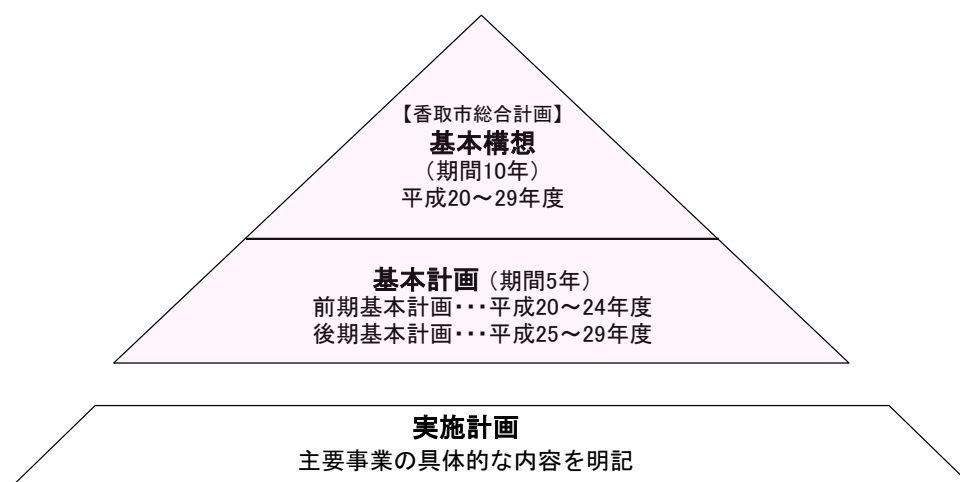 【香取市総合計画】
基本構想
（期間10年）
平成20～29年度
基本計画（期間5年）
前期基本計画・・・平成20～24年度
後期基本計画・・・平成25～29年度
実施計画
主要事業の具体的な内容を明記